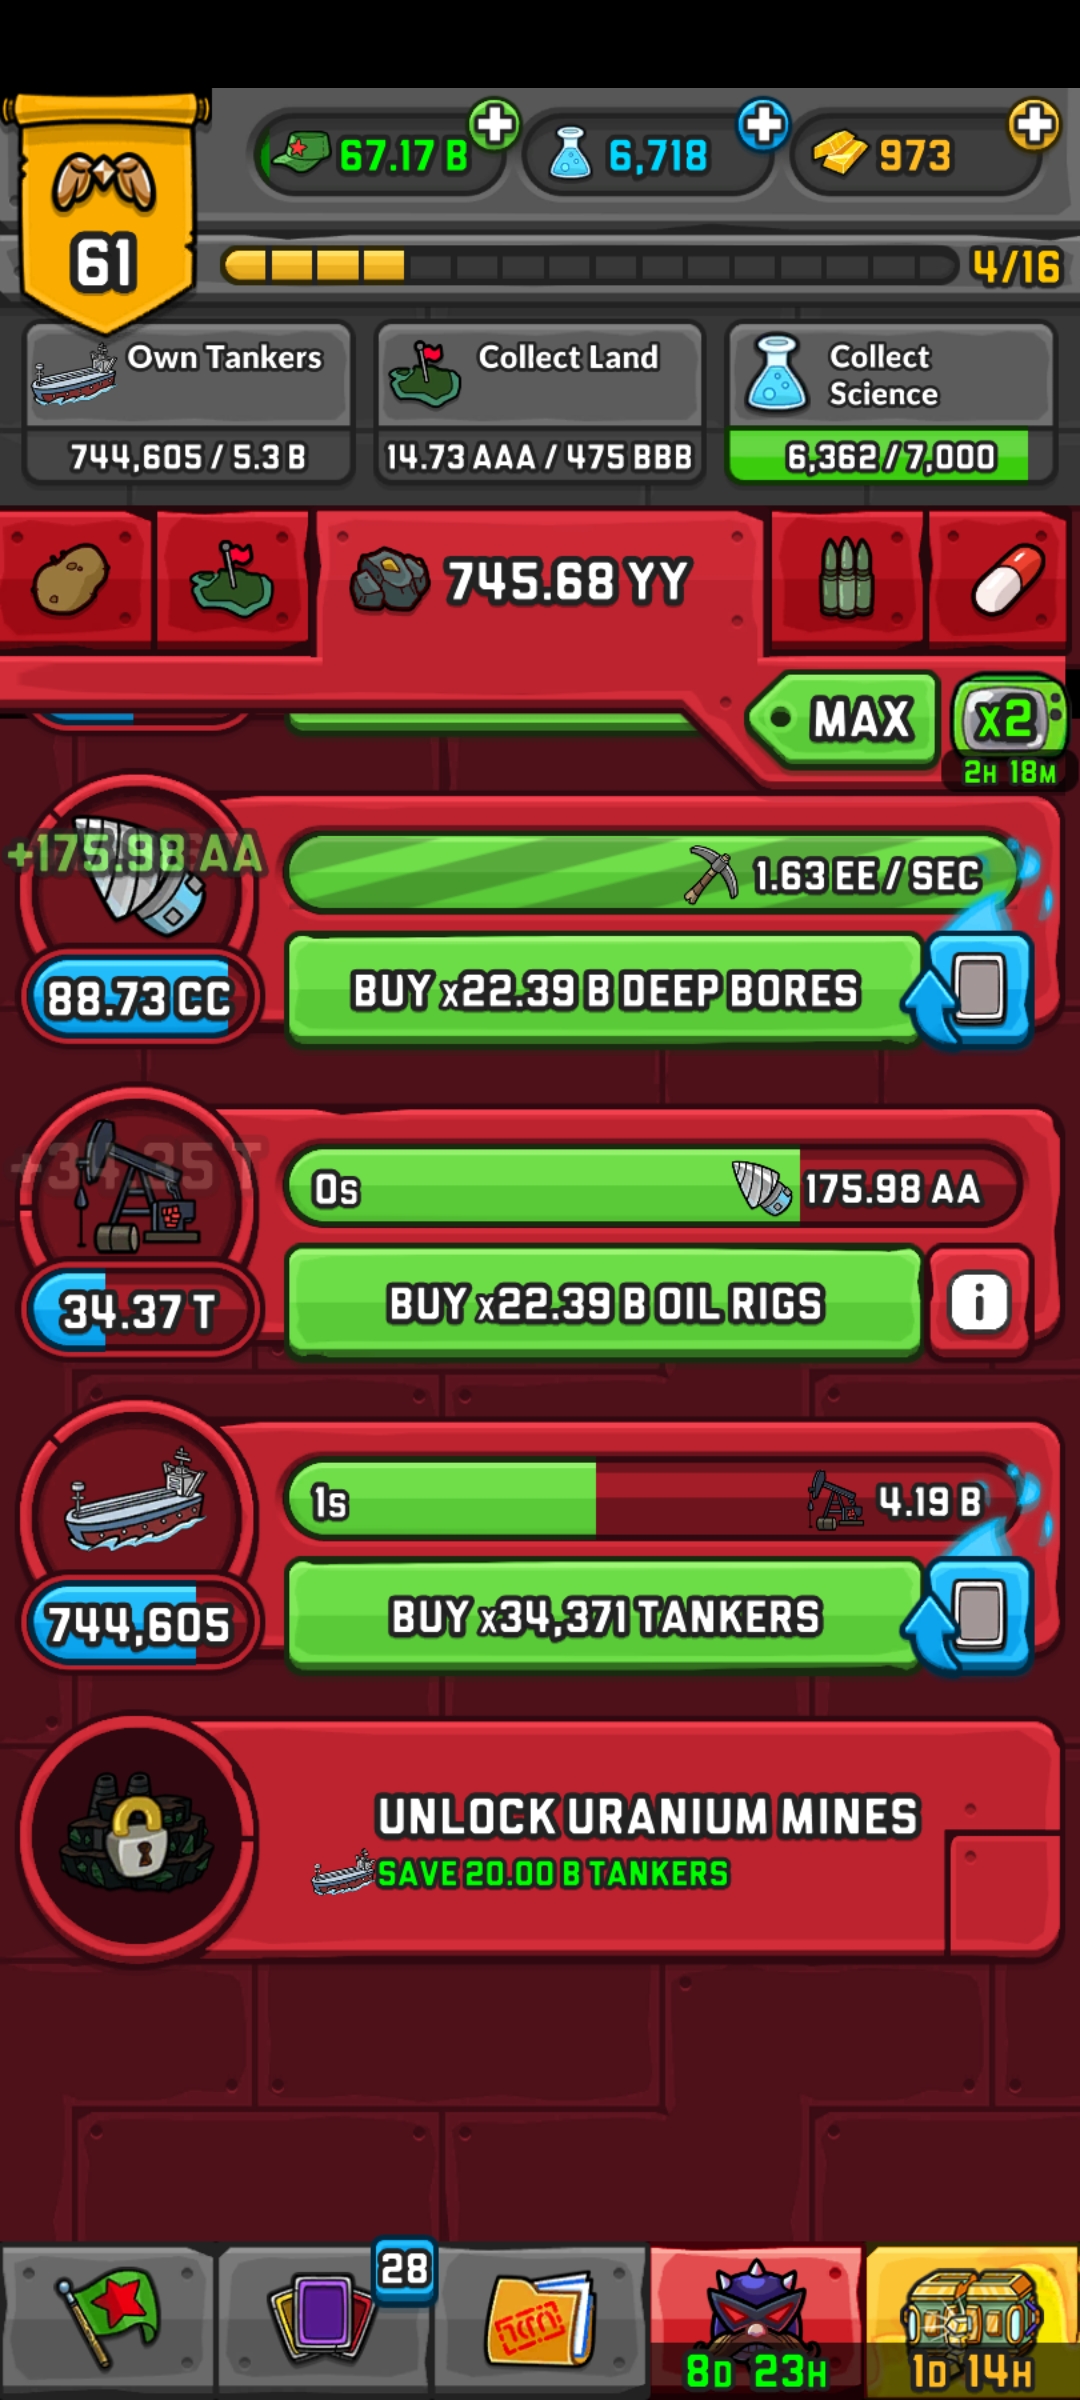 67.17 B
6,718
973
61
4/16
Own Tankers
744,605 / 5.3 B
Collect Land
14.73 AAA / 475 BBB
Collect
Science
6,362 / 7,000
745.68 YY
MAX
x2
2H 18M
+175.98 AA
1.63 EE / SEC
88.73 CC
BUY x22.39 B DEEP BORES
+34.35 T
0s
175.98 AA
34.37 T
BUY x22.39 B OIL RIGS
i
1s
4.19 B
744,605
BUY x34,371 TANKERS
UNLOCK URANIUM MINES
SAVE 20.00 B TANKERS
28
8D 23H
1D 14H